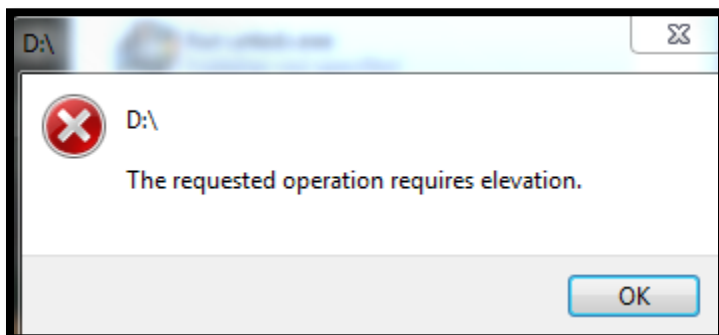 D:\
D:\
The requested operation requires elevation.
OK